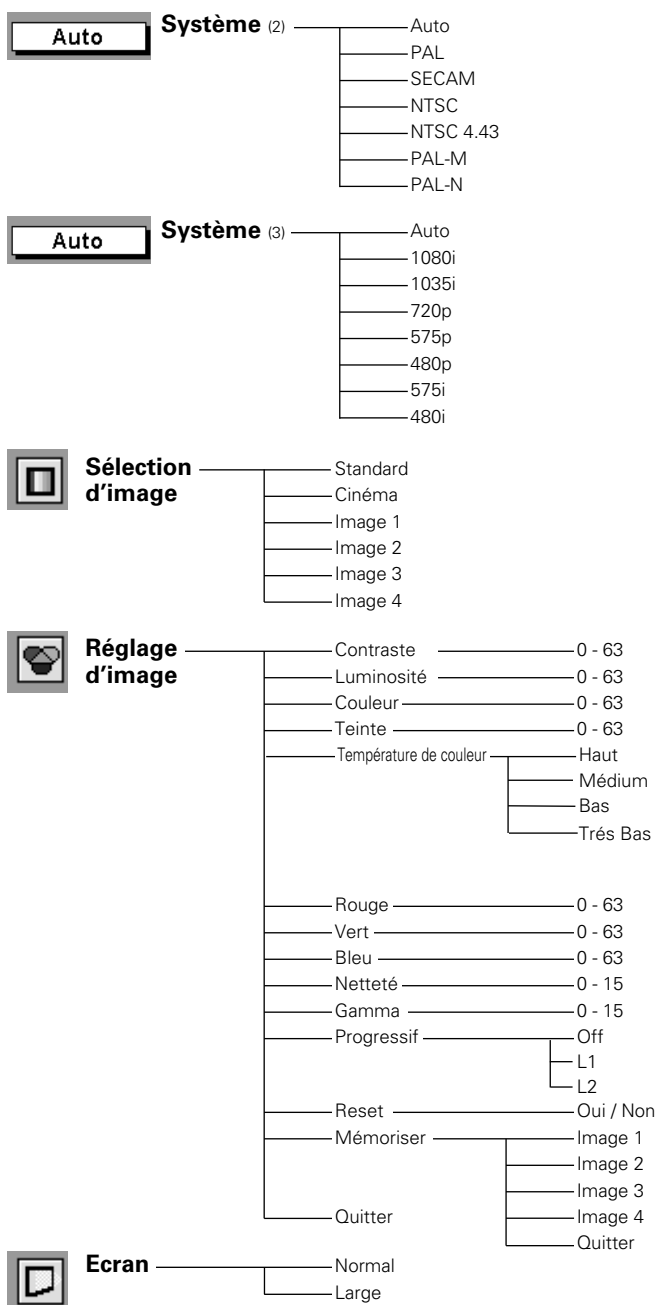 Auto
Système (2)
Auto
PAL
SECAM
NTSC
NTSC 4.43
PAL-M
PAL-N
Auto
Système (3)
Auto
1080i
1035i
720p
575p
480p
575i
480i
Sélection
d'image
Standard
Cinéma
Image 1
Image 2
Image 3
Image 4
Réglage
d'image
Contraste 0 - 63
Luminosité 0 - 63
Couleur 0 - 63
Teinte 0 - 63
Température de couleur Haut
Médium
Bas
Trés Bas
Rouge 0 - 63
Vert 0 - 63
Bleu 0 - 63
Netteté 0 - 15
Gamma 0 - 15
Progressif Off
L1
L2
Reset Oui / Non
Mémoriser Image 1
Image 2
Image 3
Image 4
Quitter
Quitter
Ecran
Normal
Large